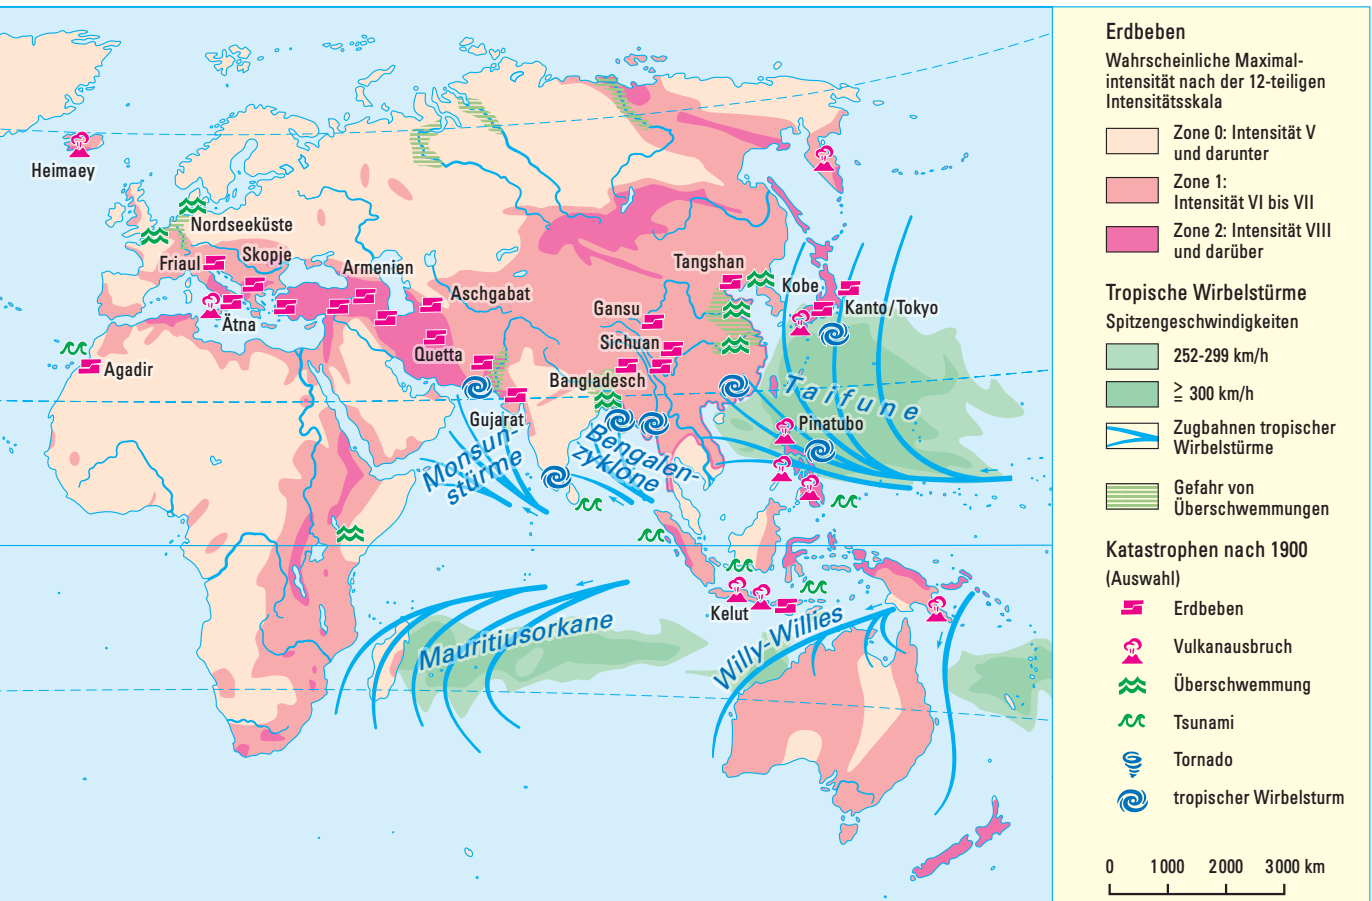 Heimaey
Nordseeküste
Friaul
Skopje
Armenien
Aschgabat
Ätna
Agadir
Quetta
Gujarat
Tangshan
Gansu
Sichuan
Bangladesch
Kobe
Kanto/Tokyo
Taifune
Pinatubo
Monsun-
stürme
Bengalen-
zyklone
Kelut
Mauritiusorkane
Willy-Willies
Erdbeben
Wahrscheinliche Maximal-
intensität nach der 12-teiligen
Intensitätsskala
Zone 0: Intensität V
und darunter
Zone 1:
Intensität VI bis VII
Zone 2: Intensität VIII
und darüber
Tropische Wirbelstürme
Spitzengeschwindigkeiten
252-299 km/h
≧ 300 km/h
Zugbahnen tropischer
Wirbelstürme
Gefahr von
Überschwemmungen
Katastrophen nach 1900
(Auswahl)
Erdbeben
Vulkanausbruch
Überschwemmung
Tsunami
Tornado
tropischer Wirbelsturm
0 1000 2000 3000 km